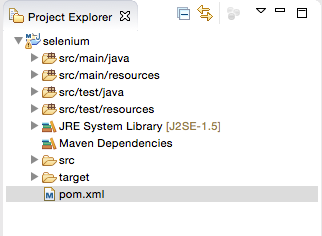 Project Explorer
selenium
src/main/java
src/main/resources
src/test/java
src/test/resources
JRE System Library [J2SE-1.5]
Maven Dependencies
src
target
pom.xml